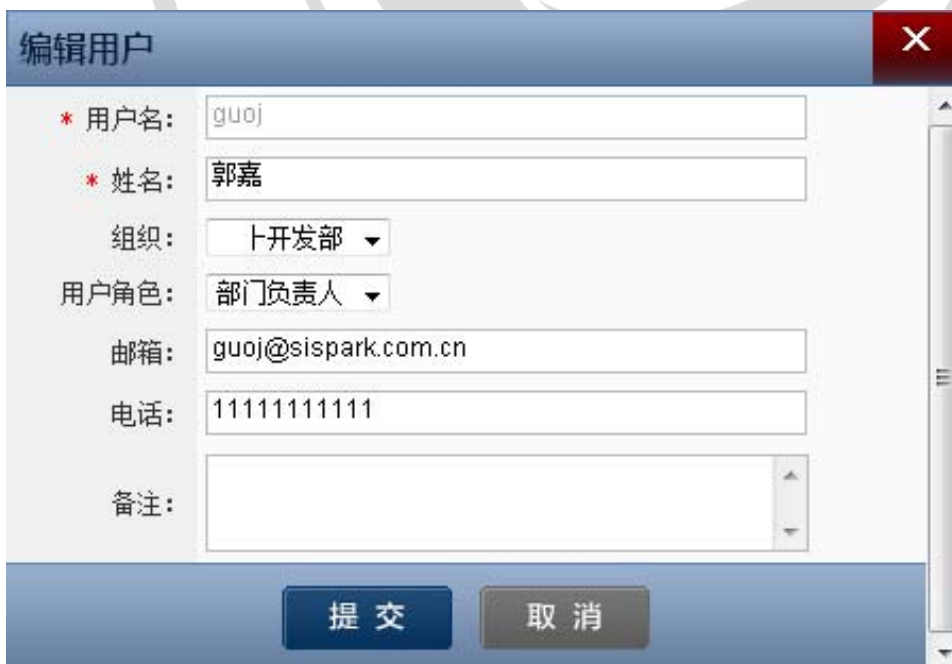 编辑用户
* 用户名： guoj
* 姓名： 郭嘉
组织： ├开发部
用户角色： 部门负责人
邮箱： guoj@sispark.com.cn
电话： 11111111111
备注：
提 交 取 消